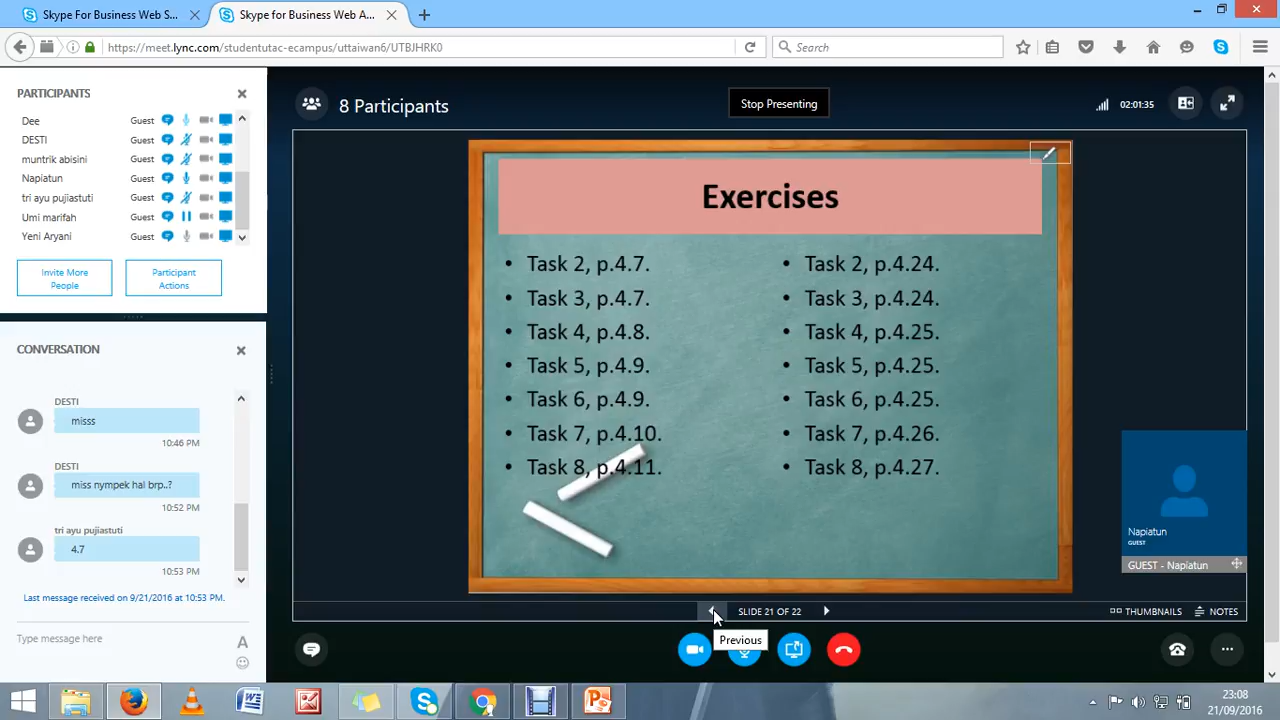 Skype For Business Web S...
Skype for Business Web A...
https://meet.lync.com/studentutac-ecampus/uttaiwan6/UTBJHRK0
Search
PARTICIPANTS
Dee Guest
DESTI Guest
muntrik abisini Guest
Napiatun Guest
tri ayu pujiastuti Guest
Umi marifah Guest
Yeni Aryani Guest
Invite More People
Participant Actions
CONVERSATION
DESTI
misss
10:46 PM
DESTI
miss nympek hal brp..?
10:52 PM
tri ayu pujiastuti
4.7
10:53 PM
Last message received on 9/21/2016 at 10:53 PM.
Type message here
A
8 Participants
Stop Presenting
02:01:35
Exercises
• Task 2, p.4.7.
• Task 3, p.4.7.
• Task 4, p.4.8.
• Task 5, p.4.9.
• Task 6, p.4.9.
• Task 7, p.4.10.
• Task 8, p.4.11.
• Task 2, p.4.24.
• Task 3, p.4.24.
• Task 4, p.4.25.
• Task 5, p.4.25.
• Task 6, p.4.25.
• Task 7, p.4.26.
• Task 8, p.4.27.
Napiatun
GUEST
GUEST - Napiatun
SLIDE 21 OF 22
THUMBNAILS
NOTES
Previous
23:08
21/09/2016